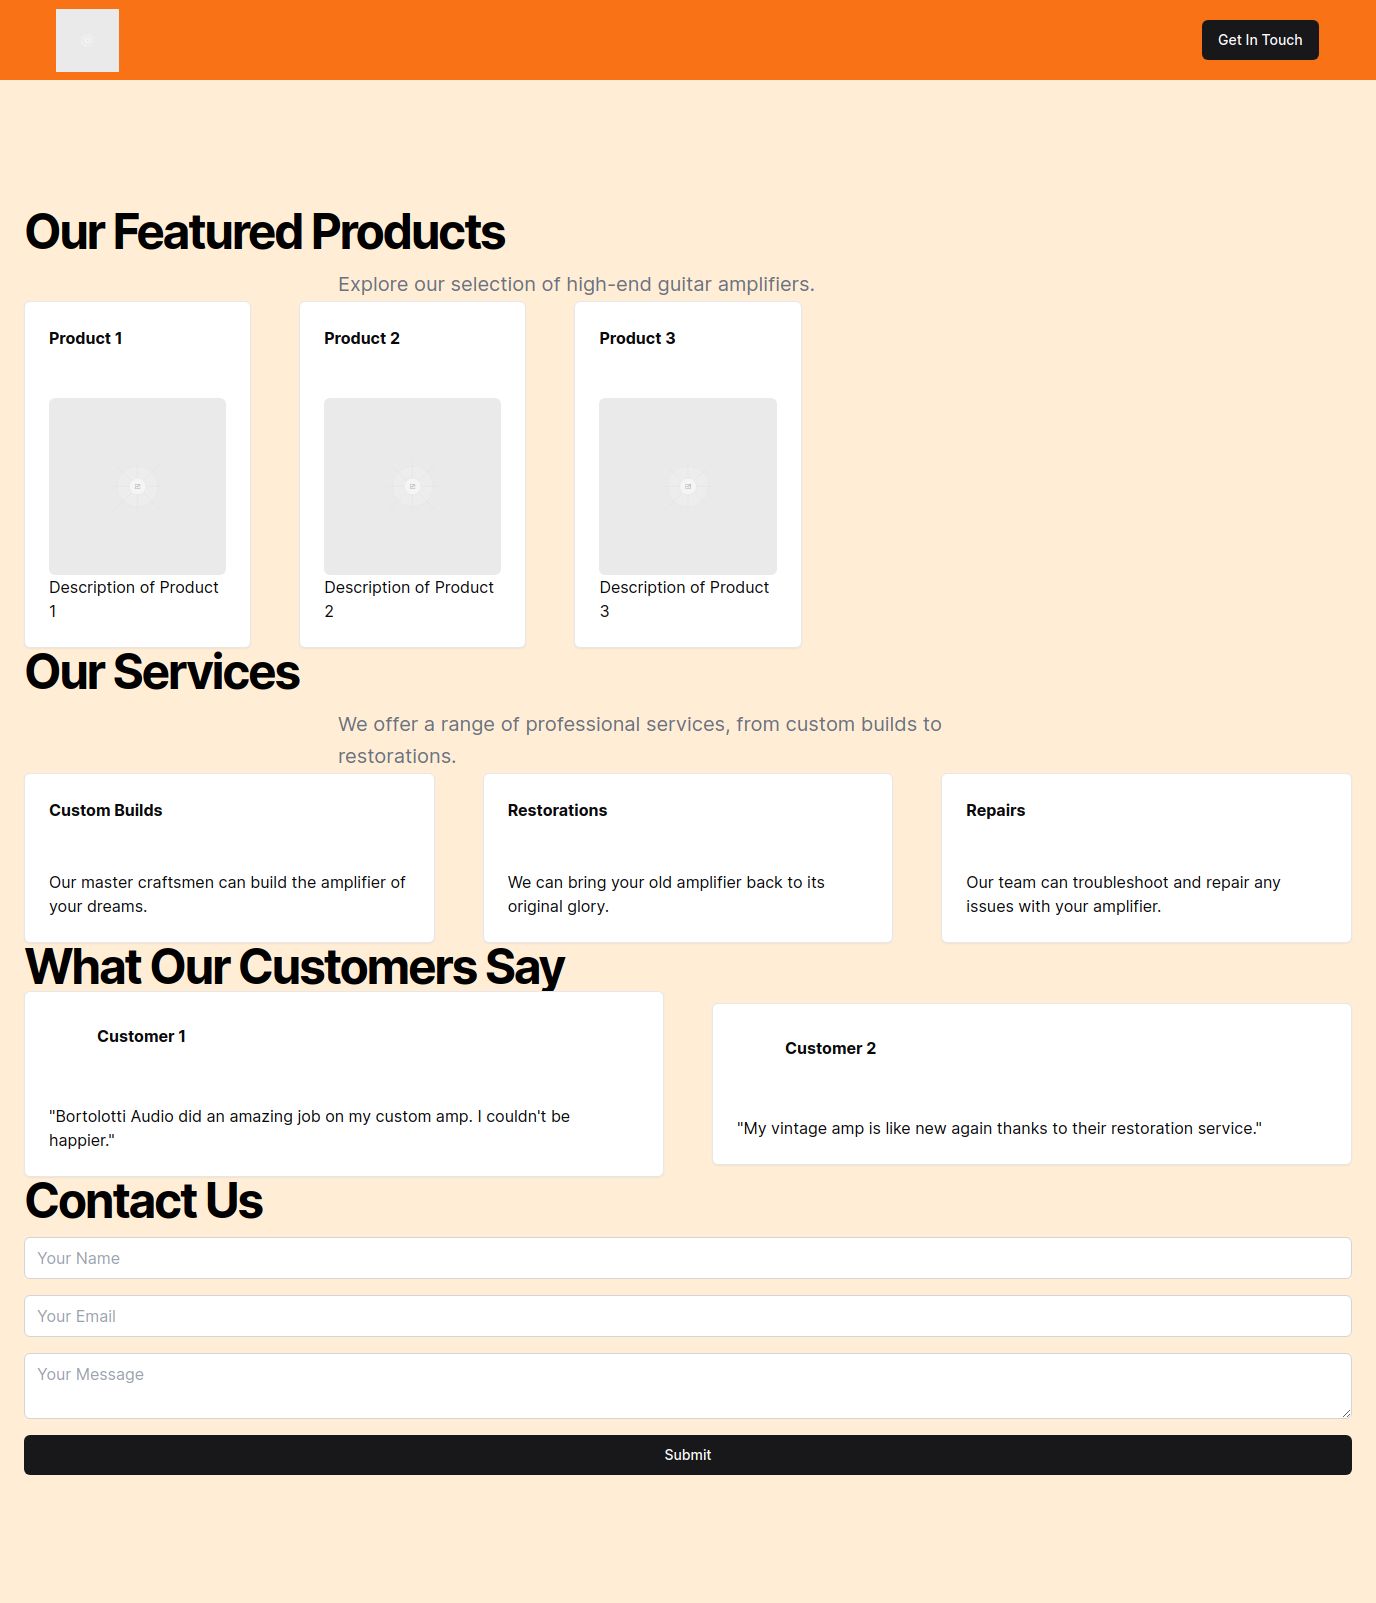 Get In Touch
Our Featured Products
Explore our selection of high-end guitar amplifiers.
Product 1
Description of Product
1
Product 2
Description of Product
2
Product 3
Description of Product
3
Our Services
We offer a range of professional services, from custom builds to
restorations.
Custom Builds
Our master craftsmen can build the amplifier of
your dreams.
Restorations
We can bring your old amplifier back to its
original glory.
Repairs
Our team can troubleshoot and repair any
issues with your amplifier.
What Our Customers Say
Customer 1
"Bortolotti Audio did an amazing job on my custom amp. I couldn't be
happier."
Customer 2
"My vintage amp is like new again thanks to their restoration service."
Contact Us
Your Name
Your Email
Your Message
Submit